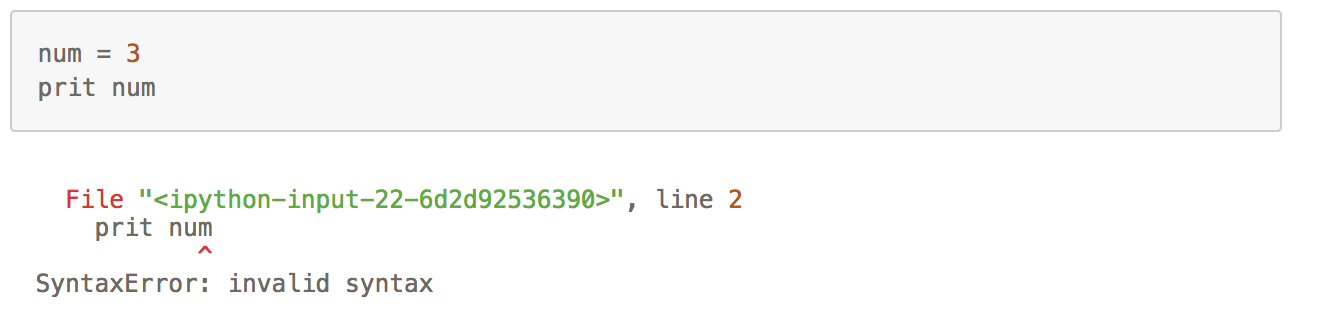 num = 3
prit num
File "<ipython-input-22-6d2d92536390>", line 2
prit num
^
SyntaxError: invalid syntax